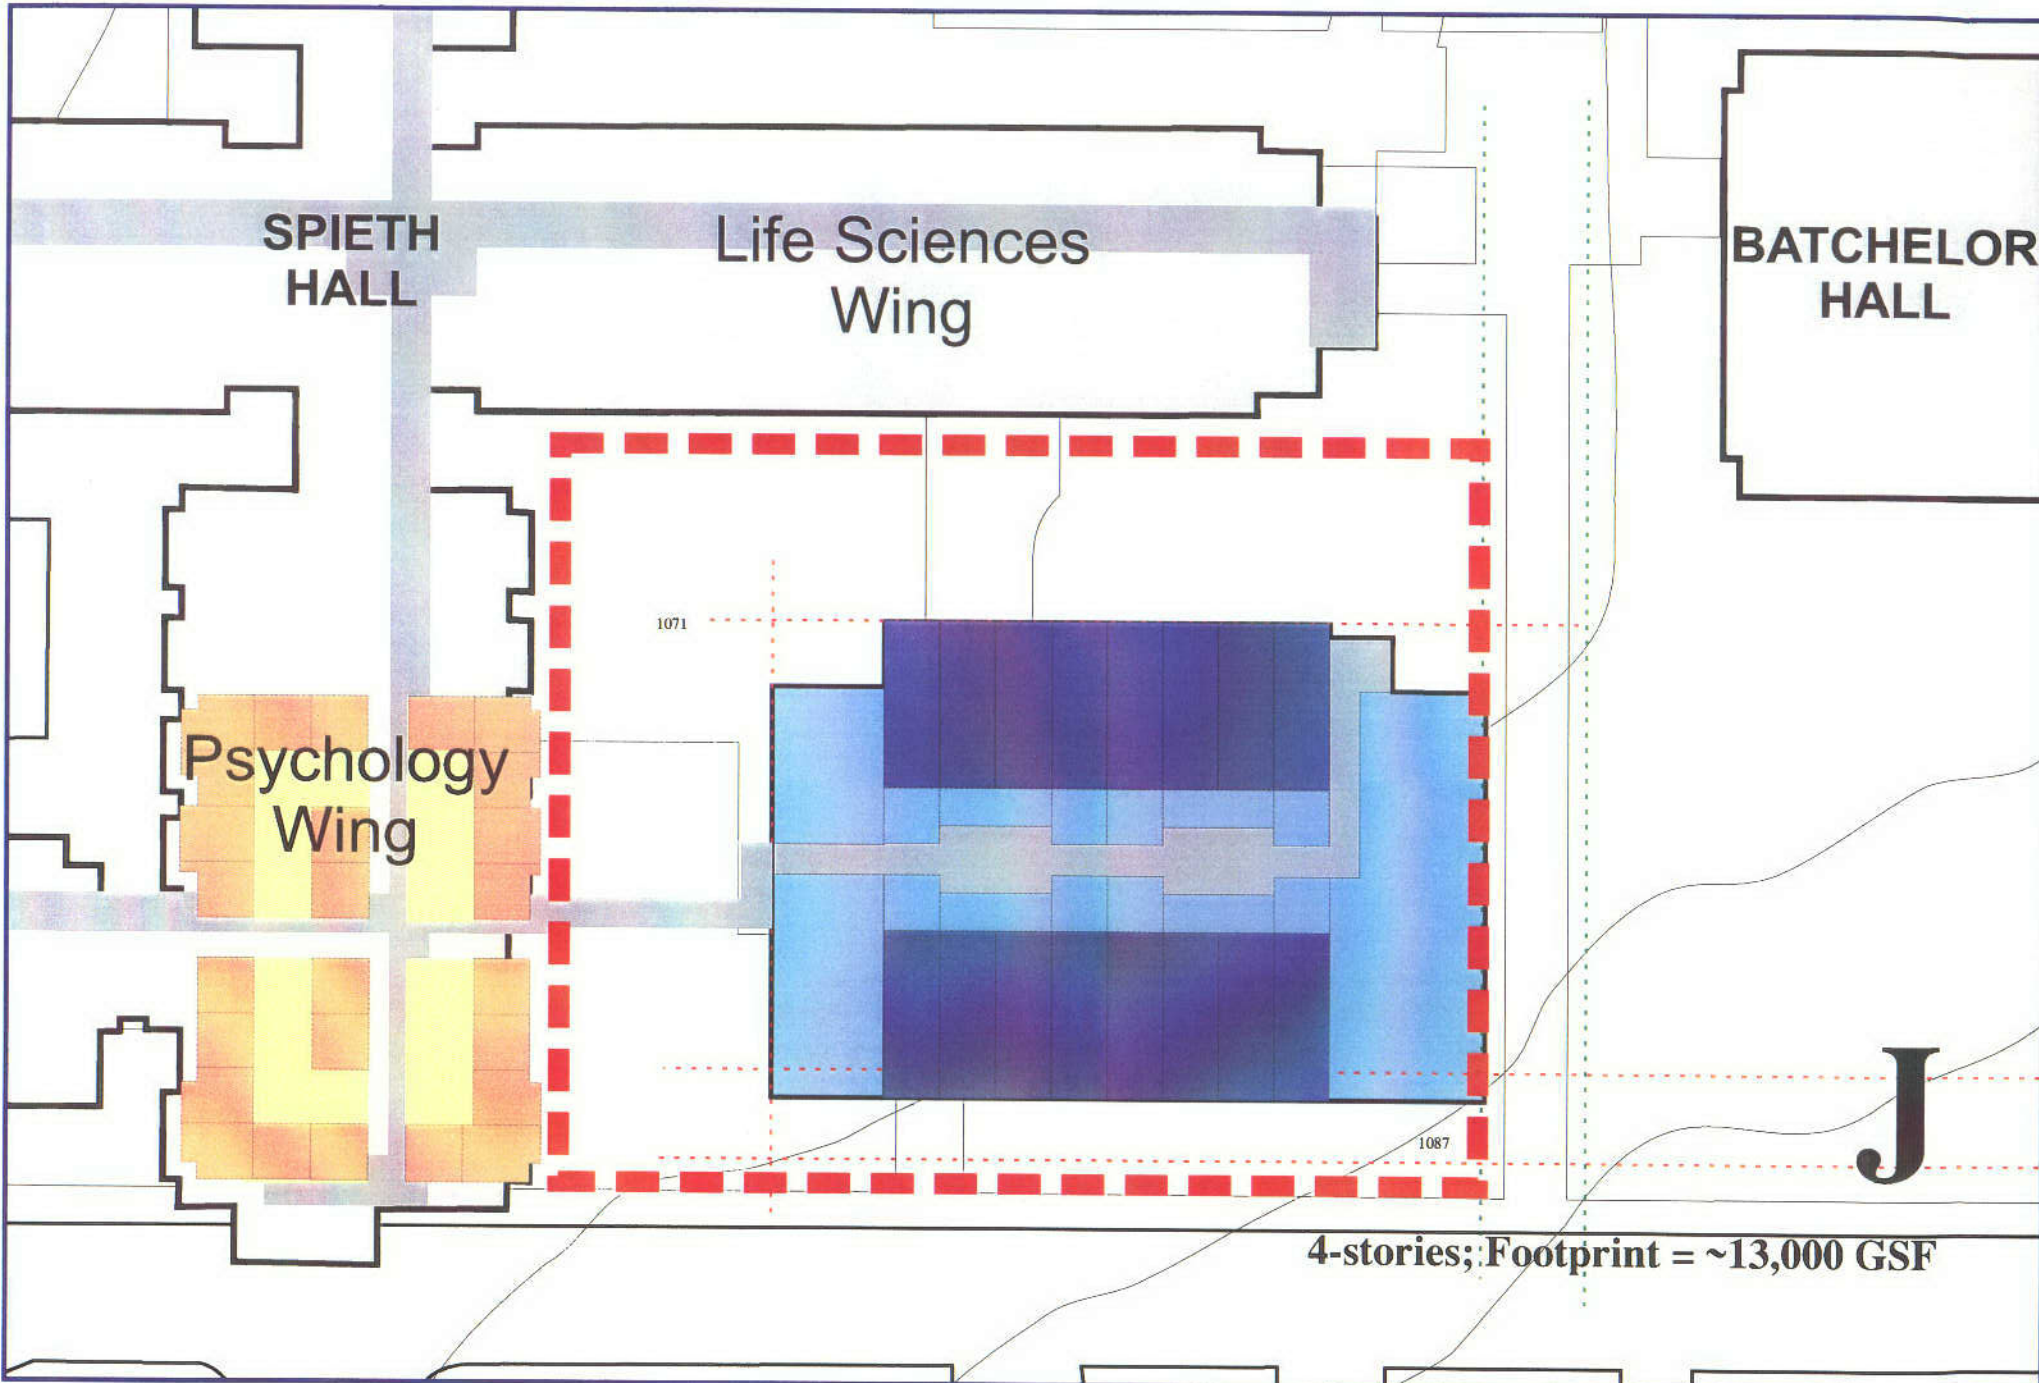 SPIETH
HALL
Life Sciences
Wing
BATCHELOR
HALL
1071
Psychology
Wing
1087
J
4-stories; Footprint = ~13,000 GSF